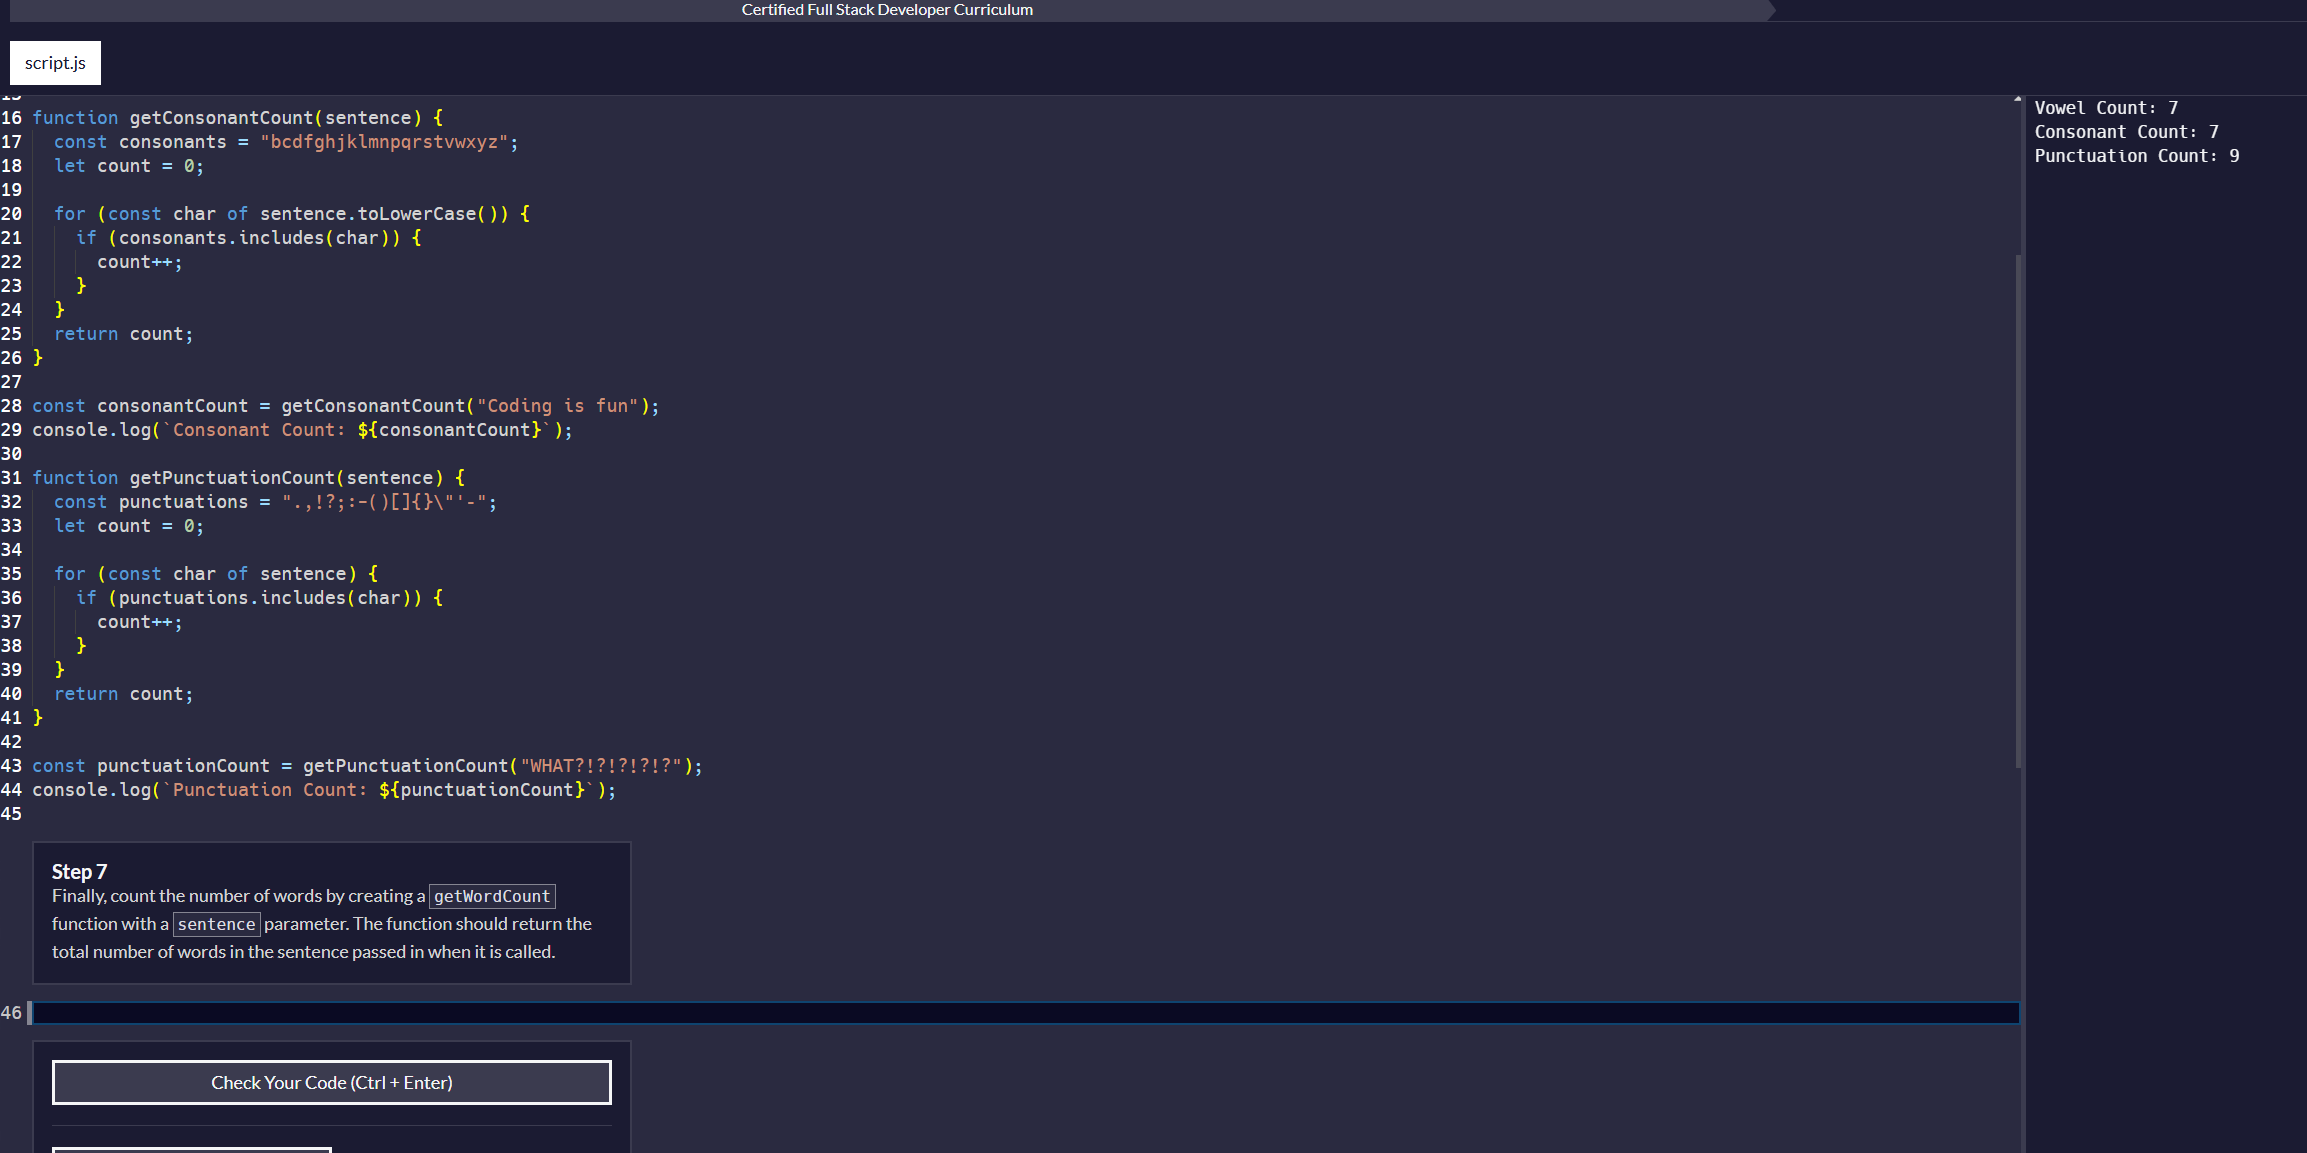 Certified Full Stack Developer Curriculum
script.js
16 function getConsonantCount(sentence) {
17   const consonants = "bcdfghjklmnpqrstvwxyz";
18   let count = 0;
19
20   for (const char of sentence.toLowerCase()) {
21     if (consonants.includes(char)) {
22       count++;
23     }
24   }
25   return count;
26 }
27
28 const consonantCount = getConsonantCount("Coding is fun");
29 console.log(`Consonant Count: ${consonantCount}`);
30
31 function getPunctuationCount(sentence) {
32   const punctuations = ".,!?;:-()[]{}\"'-";
33   let count = 0;
34
35   for (const char of sentence) {
36     if (punctuations.includes(char)) {
37       count++;
38     }
39   }
40   return count;
41 }
42
43 const punctuationCount = getPunctuationCount("WHAT?!?!?!?!?");
44 console.log(`Punctuation Count: ${punctuationCount}`);
45
Step 7
Finally, count the number of words by creating a getWordCount
function with a sentence parameter. The function should return the
total number of words in the sentence passed in when it is called.
46
Check Your Code (Ctrl + Enter)
Vowel Count: 7
Consonant Count: 7
Punctuation Count: 9